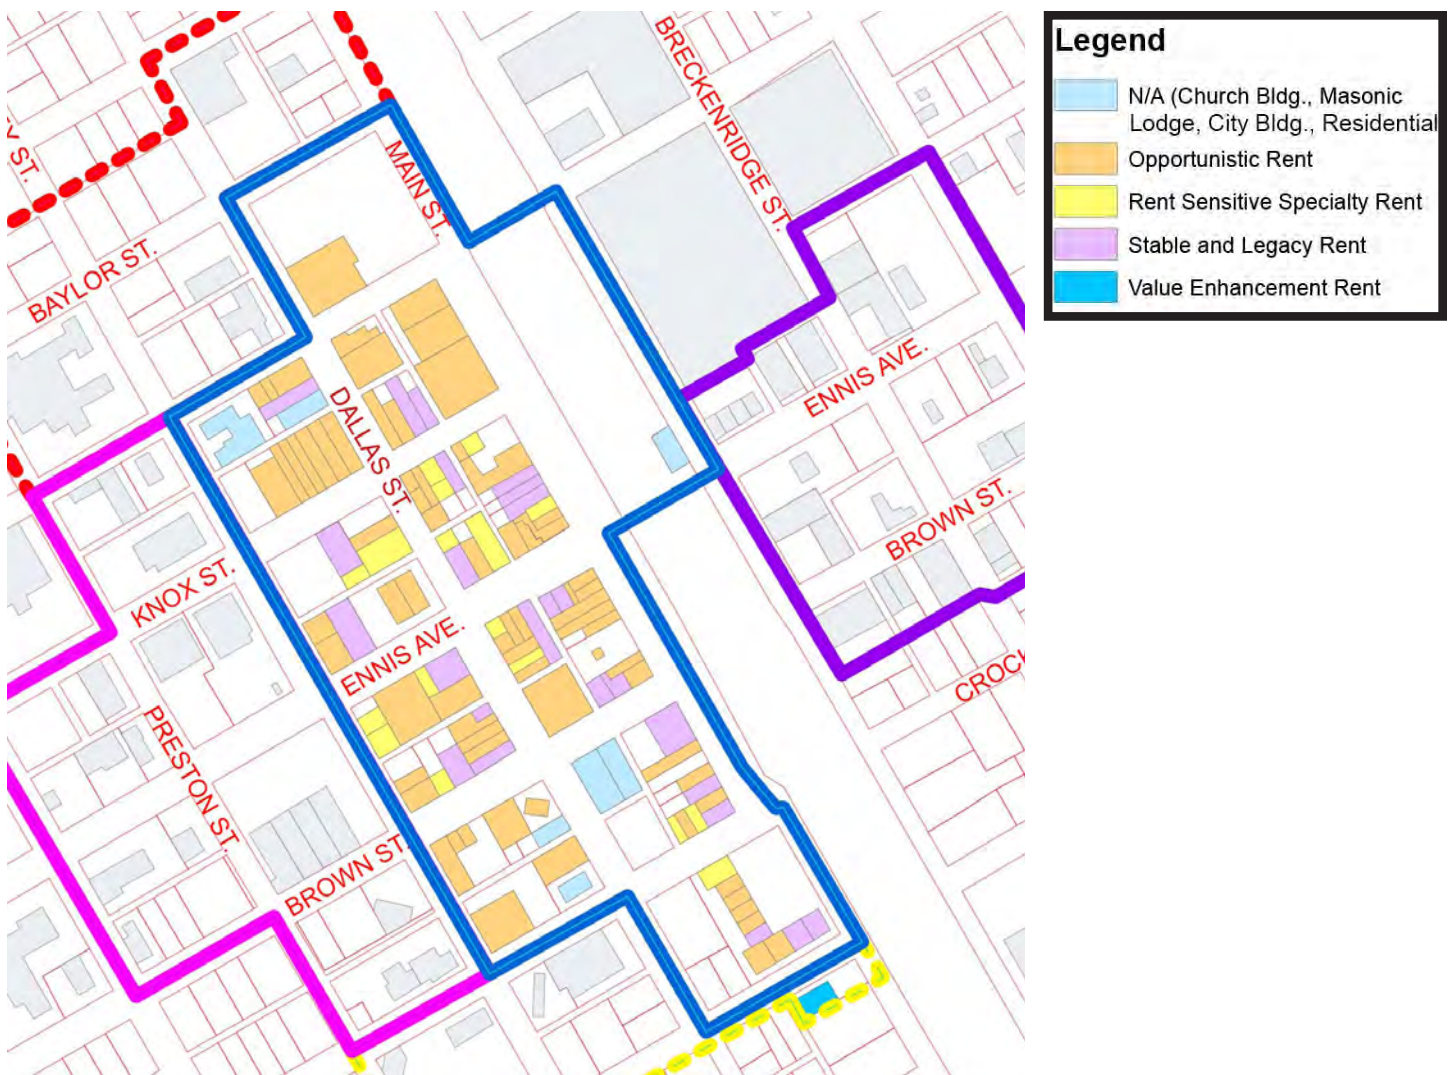 Legend
N/A (Church Bldg., Masonic
Lodge, City Bldg., Residential
Opportunistic Rent
Rent Sensitive Specialty Rent
Stable and Legacy Rent
Value Enhancement Rent
BRECKENRIDGE ST.
MAIN ST.
ST.
BAYLOR ST.
DALLAS ST.
ENNIS AVE.
BROWN ST.
KNOX ST.
ENNIS AVE.
CROCK
PRESTON ST.
BROWN ST.